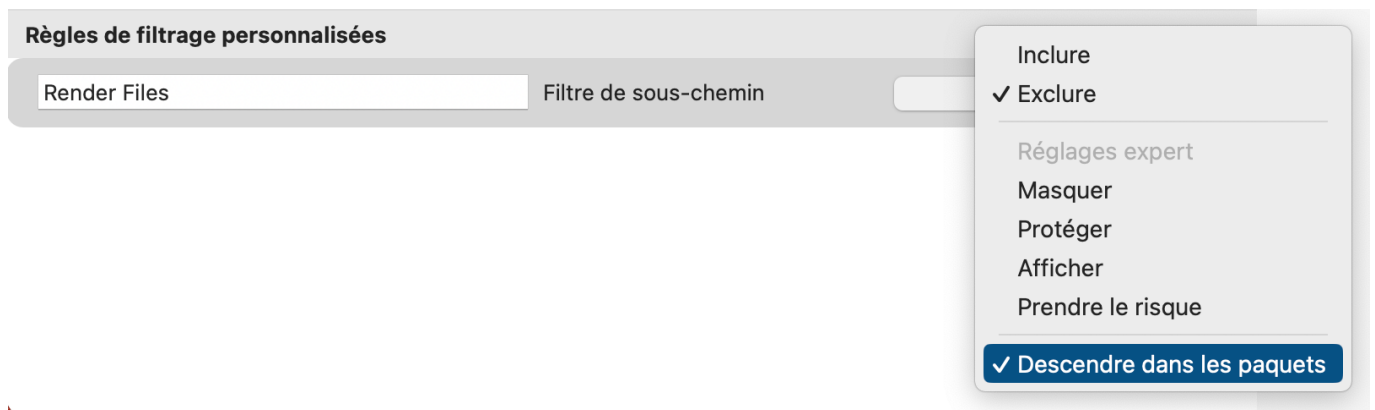 Règles de filtrage personnalisées
Render Files
Filtre de sous-chemin
Inclure
✓ Exclure
Réglages expert
Masquer
Protéger
Afficher
Prendre le risque
✓ Descendre dans les paquets